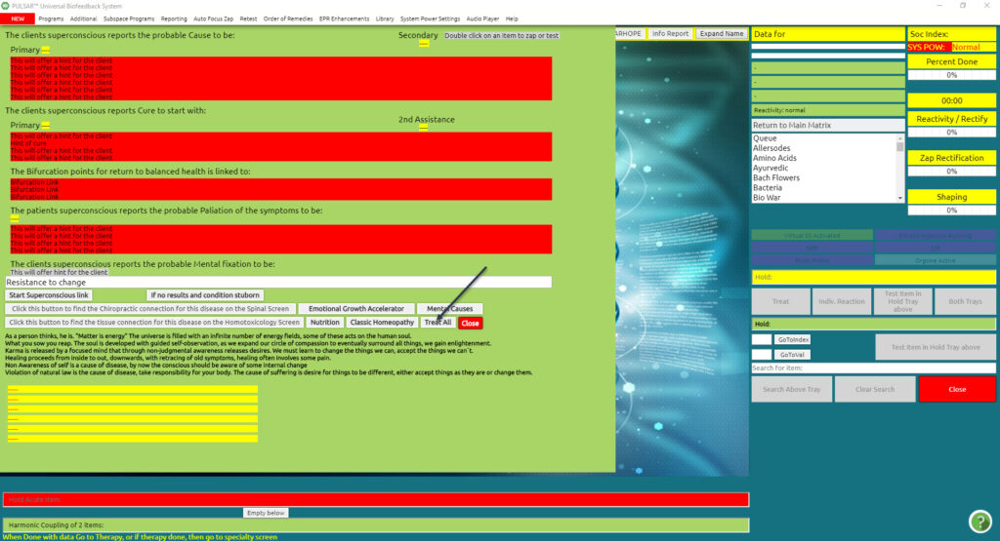 PULSAR™ Universal Biofeedback System
NEW Programs Additional Subspace Programs Reporting Auto Focus Zap Retest Order of Remedies EPR Enhancements Library System Power Settings Audio Player Help
The clients superconscious reports the probable Cause to be:
Secondary
Double click on an item to zap or test
Primary
This will offer a hint for the client
This will offer a hint for the client
This will offer a hint for the client
This will offer a hint for the client
This will offer a hint for the client
This will offer a hint for the client
The clients superconscious reports Cure to start with:
Primary
2nd Assistance
This will offer a hint for the client
Hint of cure
This will offer a hint for the client
This will offer a hint for the client
The Bifurcation points for return to balanced health is linked to:
Bifurcation Link
Bifurcation Link
Bifurcation Link
The patients superconscious reports the probable Paliation of the symptoms to be:
-----
This will offer a hint for the client
This will offer a hint for the client
This will offer a hint for the client
This will offer a hint for the client
The clients superconscious reports the probable Mental fixation to be:
This will offer hint for the client
Resistance to change
Start Superconscious link
If no results and condition stuborn
Click this button to find the Chiropractic connection for this disease on the Spinal Screen
Emotional Growth Accelerator
Mental Causes
Click this button to find the tissue connection for this disease on the Homotoxicology Screen
Nutrition
Classic Homeopathy
Treat All
Close
As a person thinks, he is. "Matter is energy" The universe is filled with an infinite number of energy fields, some of these acts on the human soul.
What you sow you reap. The soul is developed with guided self-observation, as we expand our circle of compassion to eventually surround all things, we gain enlightenment.
Karma is released by a focused mind that through non-judgmental awareness releases desires. We must learn to change the things we can, accept the things we can´t.
Healing proceeds from inside to out, downwards, with retracing of old symptoms, healing often involves some pain.
Non Awareness of self is a cause of disease, by now the conscious should be aware of some internal change
Violation of natural law is the cause of disease, take responsibility for your body. The cause of suffering is desire for things to be different, either accept things as they are or change them.
-----
-----
-----
-----
-----
-----
ARHOPE
Info Report
Expand Name
Data for
-
-
-
Reactivity: normal
Return to Main Matrix
Queue
Allersodes
Amino Acids
Ayurvedic
Bach Flowers
Bacteria
Bio War
Soc Index:
SYS POW: Normal
Percent Done
0%
00:00
Reactivity / Rectify
0%
Zap Rectification
0%
Shaping
0%
Virtual SS Activated
Orgone Active
Hold:
Treat
Indiv. Reaction
Test Item in Hold Tray above
Both Trays
Hold:
GoToIndex
GoToVal
Test Item in Hold Tray above
Search for item:
Search Above Tray
Clear Search
Close
Hold Acute Item
Empty below
Harmonic Coupling of 2 items:
When Done with data Go to Therapy, or if therapy done, then go to specialty screen